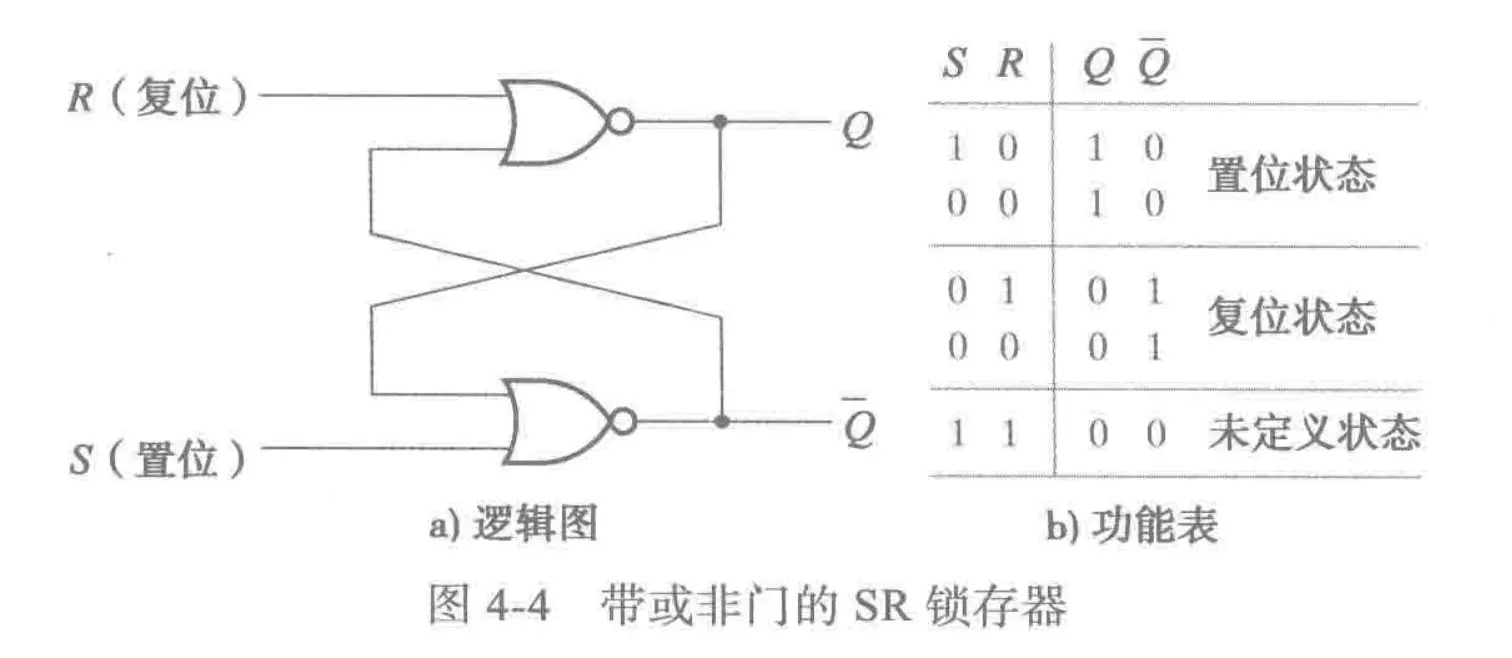 R（复位）
Q
Q̅
S（置位）
a) 逻辑图
S R Q Q̅
1 0 1 0 置位状态
0 0 1 0
0 1 0 1 复位状态
0 0 0 1
1 1 0 0 未定义状态
b) 功能表
图 4-4 带或非门的 SR 锁存器